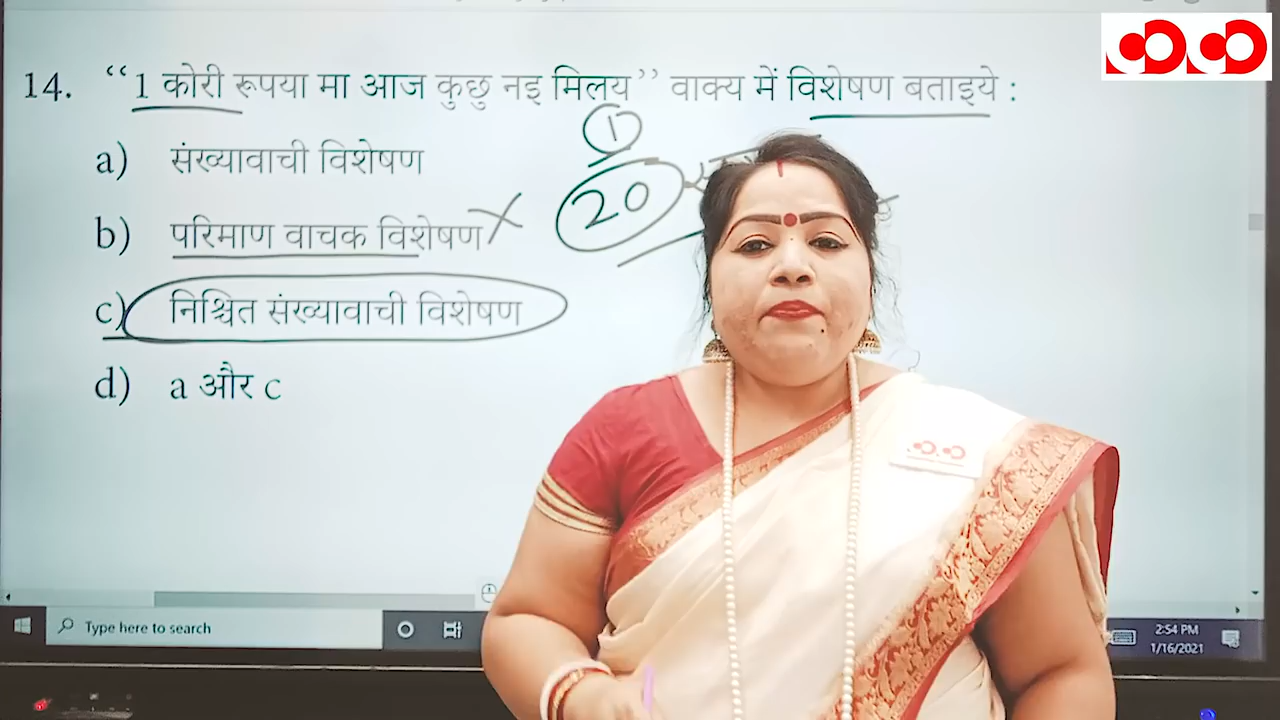 14. “1 कोरी रूपया मा आज कुछु नइ मिलय” वाक्य में विशेषण बताइये :
1
a) संख्यावाची विशेषण
20
b) परिमाण वाचक विशेषण
c) निश्चित संख्यावाची विशेषण
d) a और c
Type here to search
2:54 PM
1/16/2021